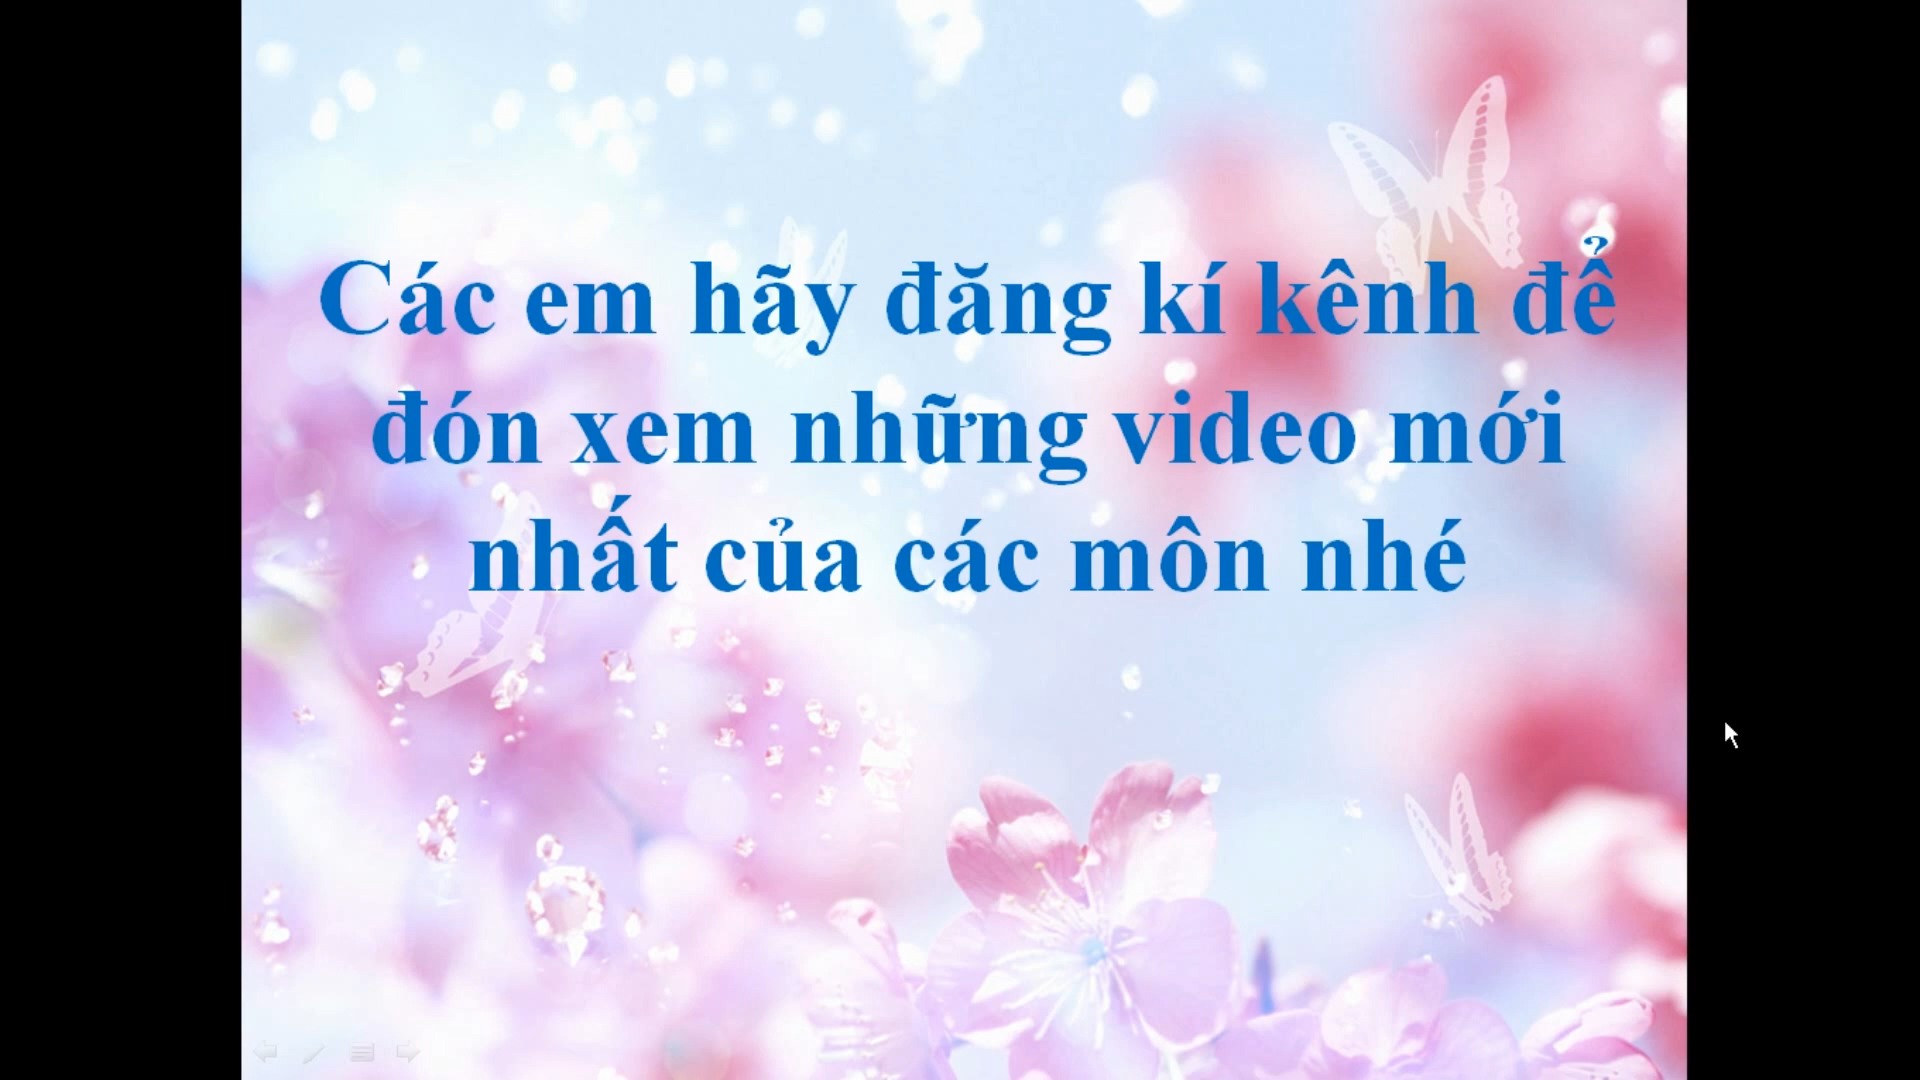 Các em hãy đăng kí kênh để
đón xem những video mới
nhất của các môn nhé